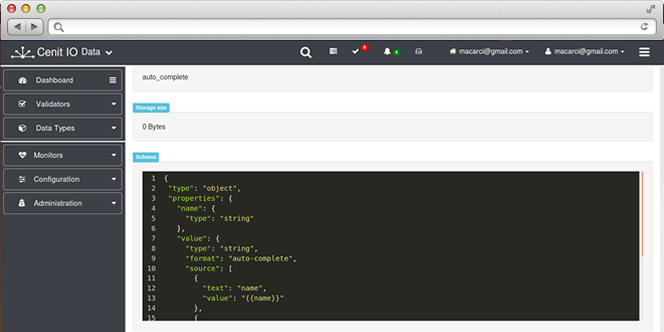 Cenit IO Data
6
4
macarci@gmail.com
macarci@gmail.com
Dashboard
Validators
Data Types
Monitors
Configuration
Administration
auto_complete
Storage size
0 Bytes
Schema
1 {
2 "type": "object",
3 "properties": {
4 "name": {
5 "type": "string"
6 },
7 "value": {
8 "type": "string",
9 "format": "auto-complete",
10 "source": [
11 {
12 "text": "name",
13 "value": "{{name}}"
14 },
15 {